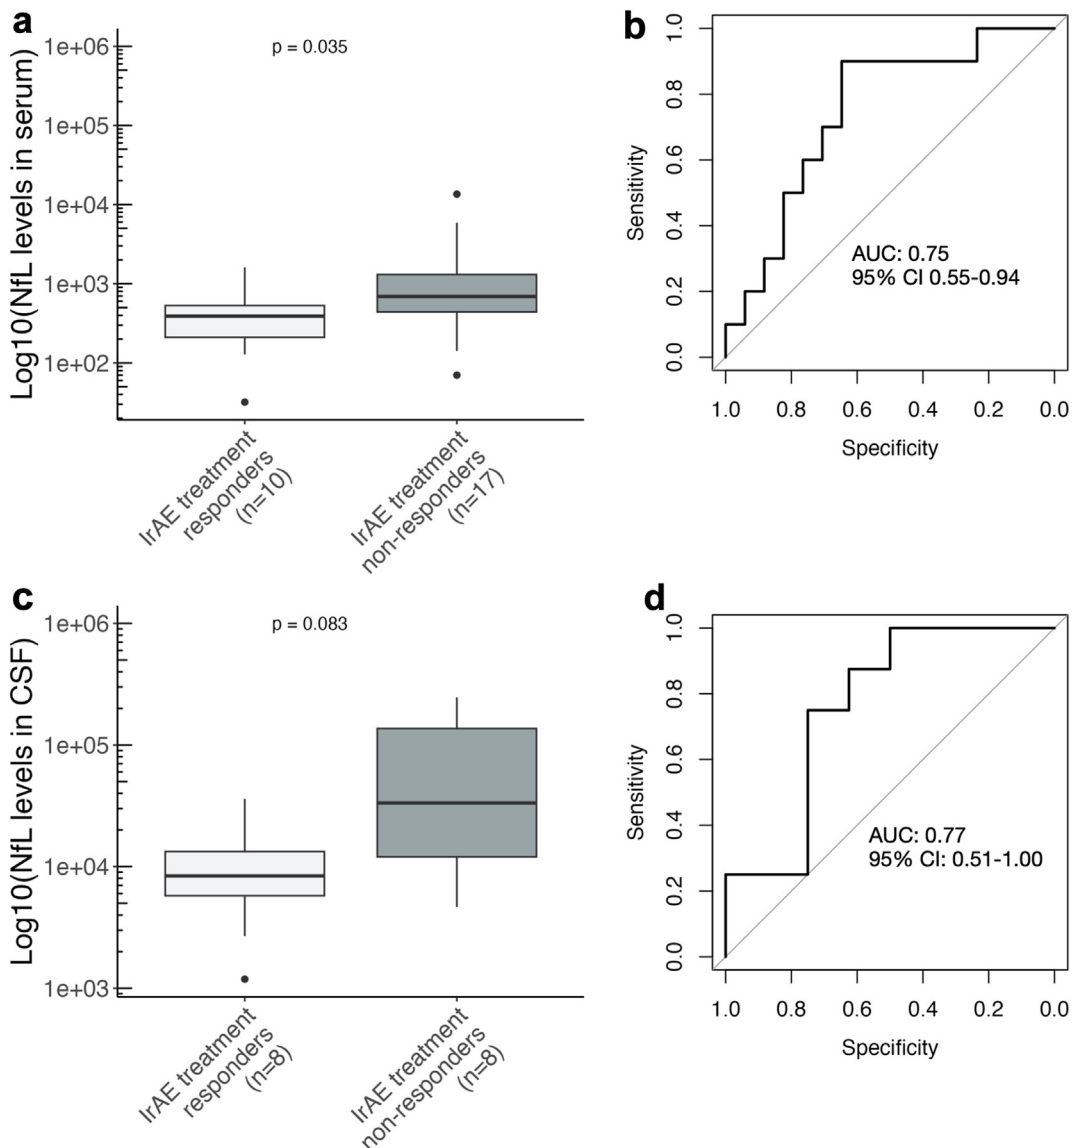 a
Log10(NfL levels in serum)
1e+06
1e+05
1e+04
1e+03
1e+02
p = 0.035
IrAE treatment
responders
(n=10)
IrAE treatment
non-responders
(n=17)
b
Sensitivity
1.0
0.8
0.6
0.4
0.2
0.0
AUC: 0.75
95% CI 0.55-0.94
1.0 0.8 0.6 0.4 0.2 0.0
Specificity
c
Log10(NfL levels in CSF)
1e+06
1e+05
1e+04
1e+03
p = 0.083
IrAE treatment
responders
(n=8)
IrAE treatment
non-responders
(n=8)
d
Sensitivity
1.0
0.8
0.6
0.4
0.2
0.0
AUC: 0.77
95% CI: 0.51-1.00
1.0 0.8 0.6 0.4 0.2 0.0
Specificity